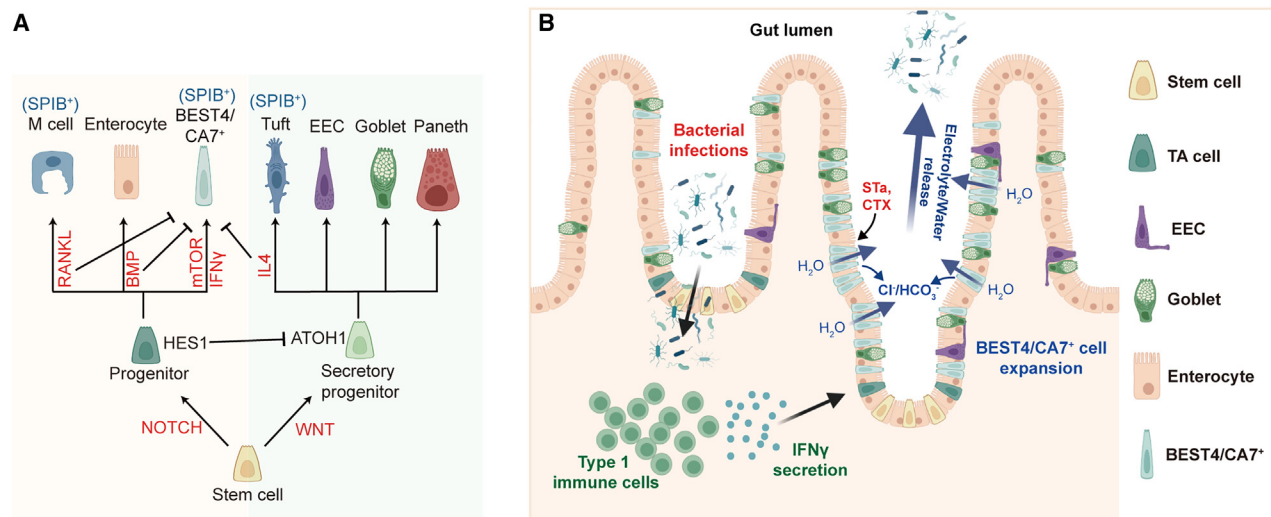 A
(SPIB⁺)
M cell
Enterocyte
(SPIB⁺)
BEST4/
CA7⁺
(SPIB⁺)
Tuft
EEC
Goblet
Paneth
RANKL
BMP
mTOR
IFNγ
IL4
HES1
ATOH1
Progenitor
Secretory
progenitor
NOTCH
WNT
Stem cell
B
Gut lumen
Bacterial
infections
STa,
CTX
Electrolyte/Water
release
H₂O
H₂O
Cl⁻/HCO₃⁻
H₂O
H₂O
BEST4/CA7⁺ cell
expansion
Type 1
immune cells
IFNγ
secretion
Stem cell
TA cell
EEC
Goblet
Enterocyte
BEST4/CA7⁺